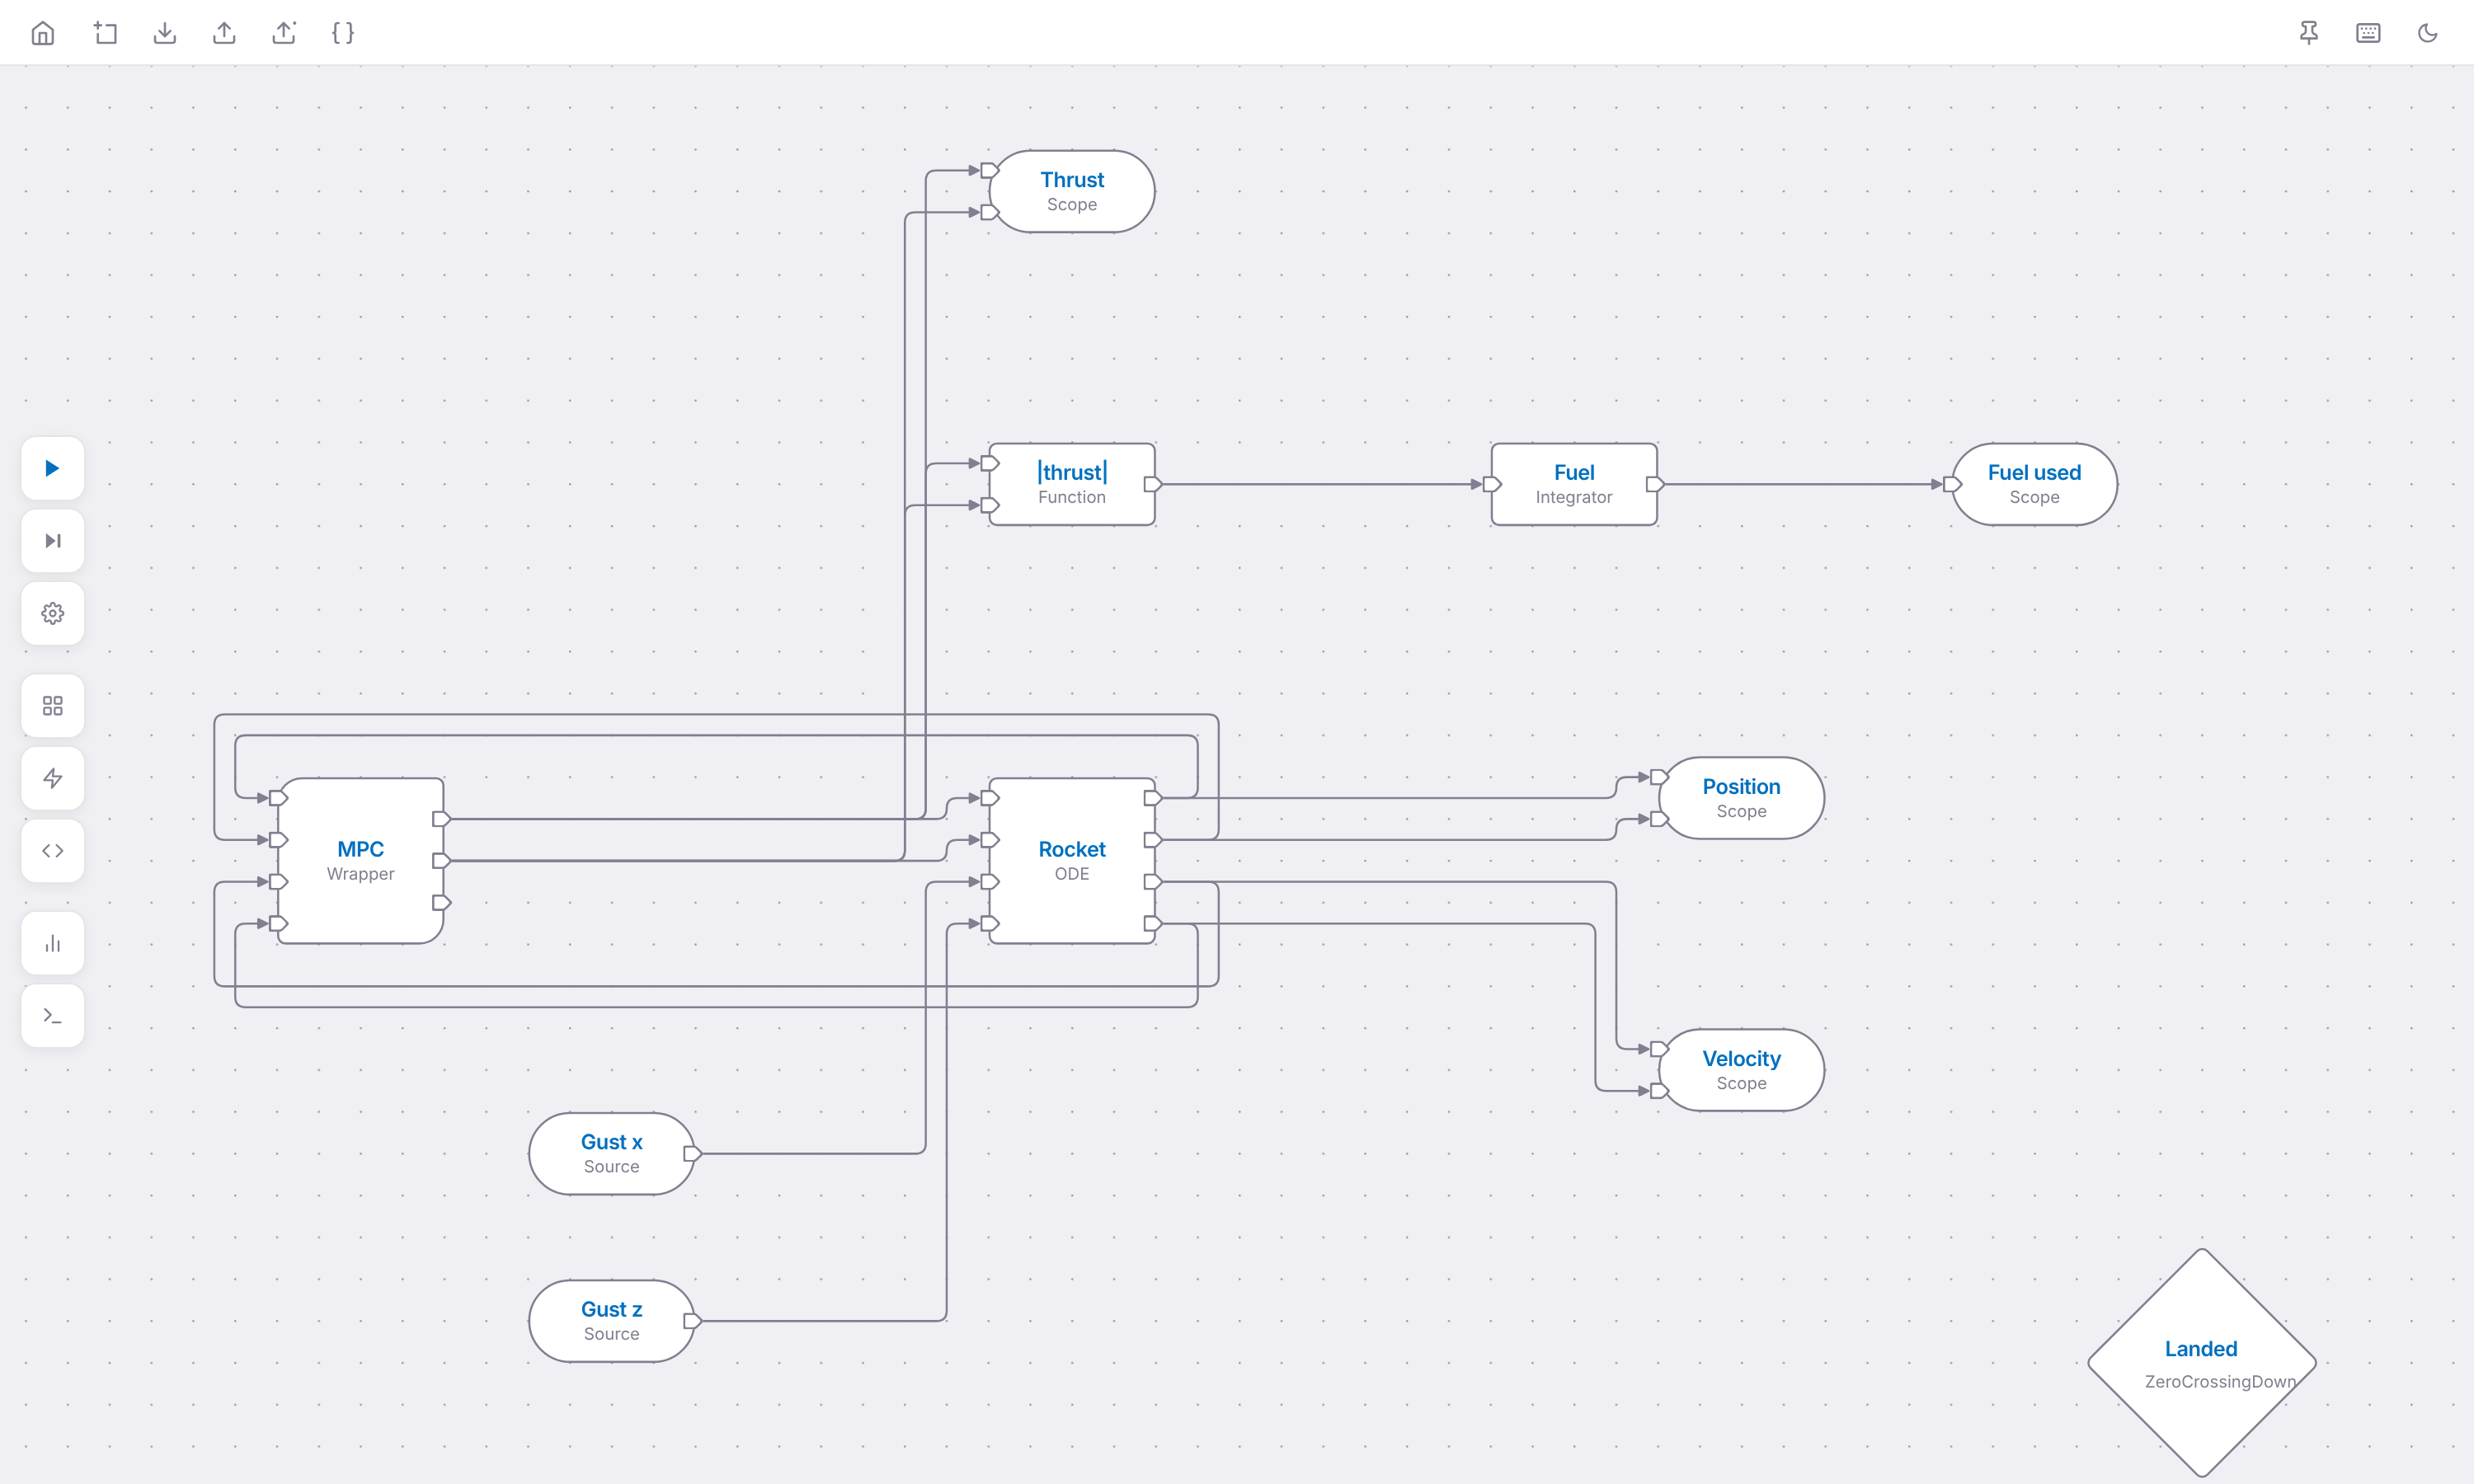 Thrust
Scope
|thrust|
Function
Fuel
Integrator
Fuel used
Scope
MPC
Wrapper
Rocket
ODE
Position
Scope
Velocity
Scope
Gust x
Source
Gust z
Source
Landed
ZeroCrossingDown